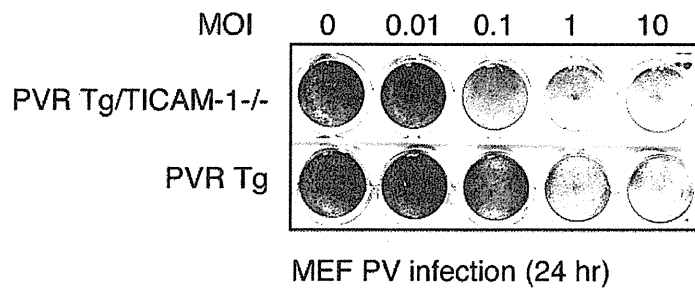 MOI 0 0.01 0.1 1 10
PVR Tg/TICAM-1-/-
PVR Tg
MEF PV infection (24 hr)